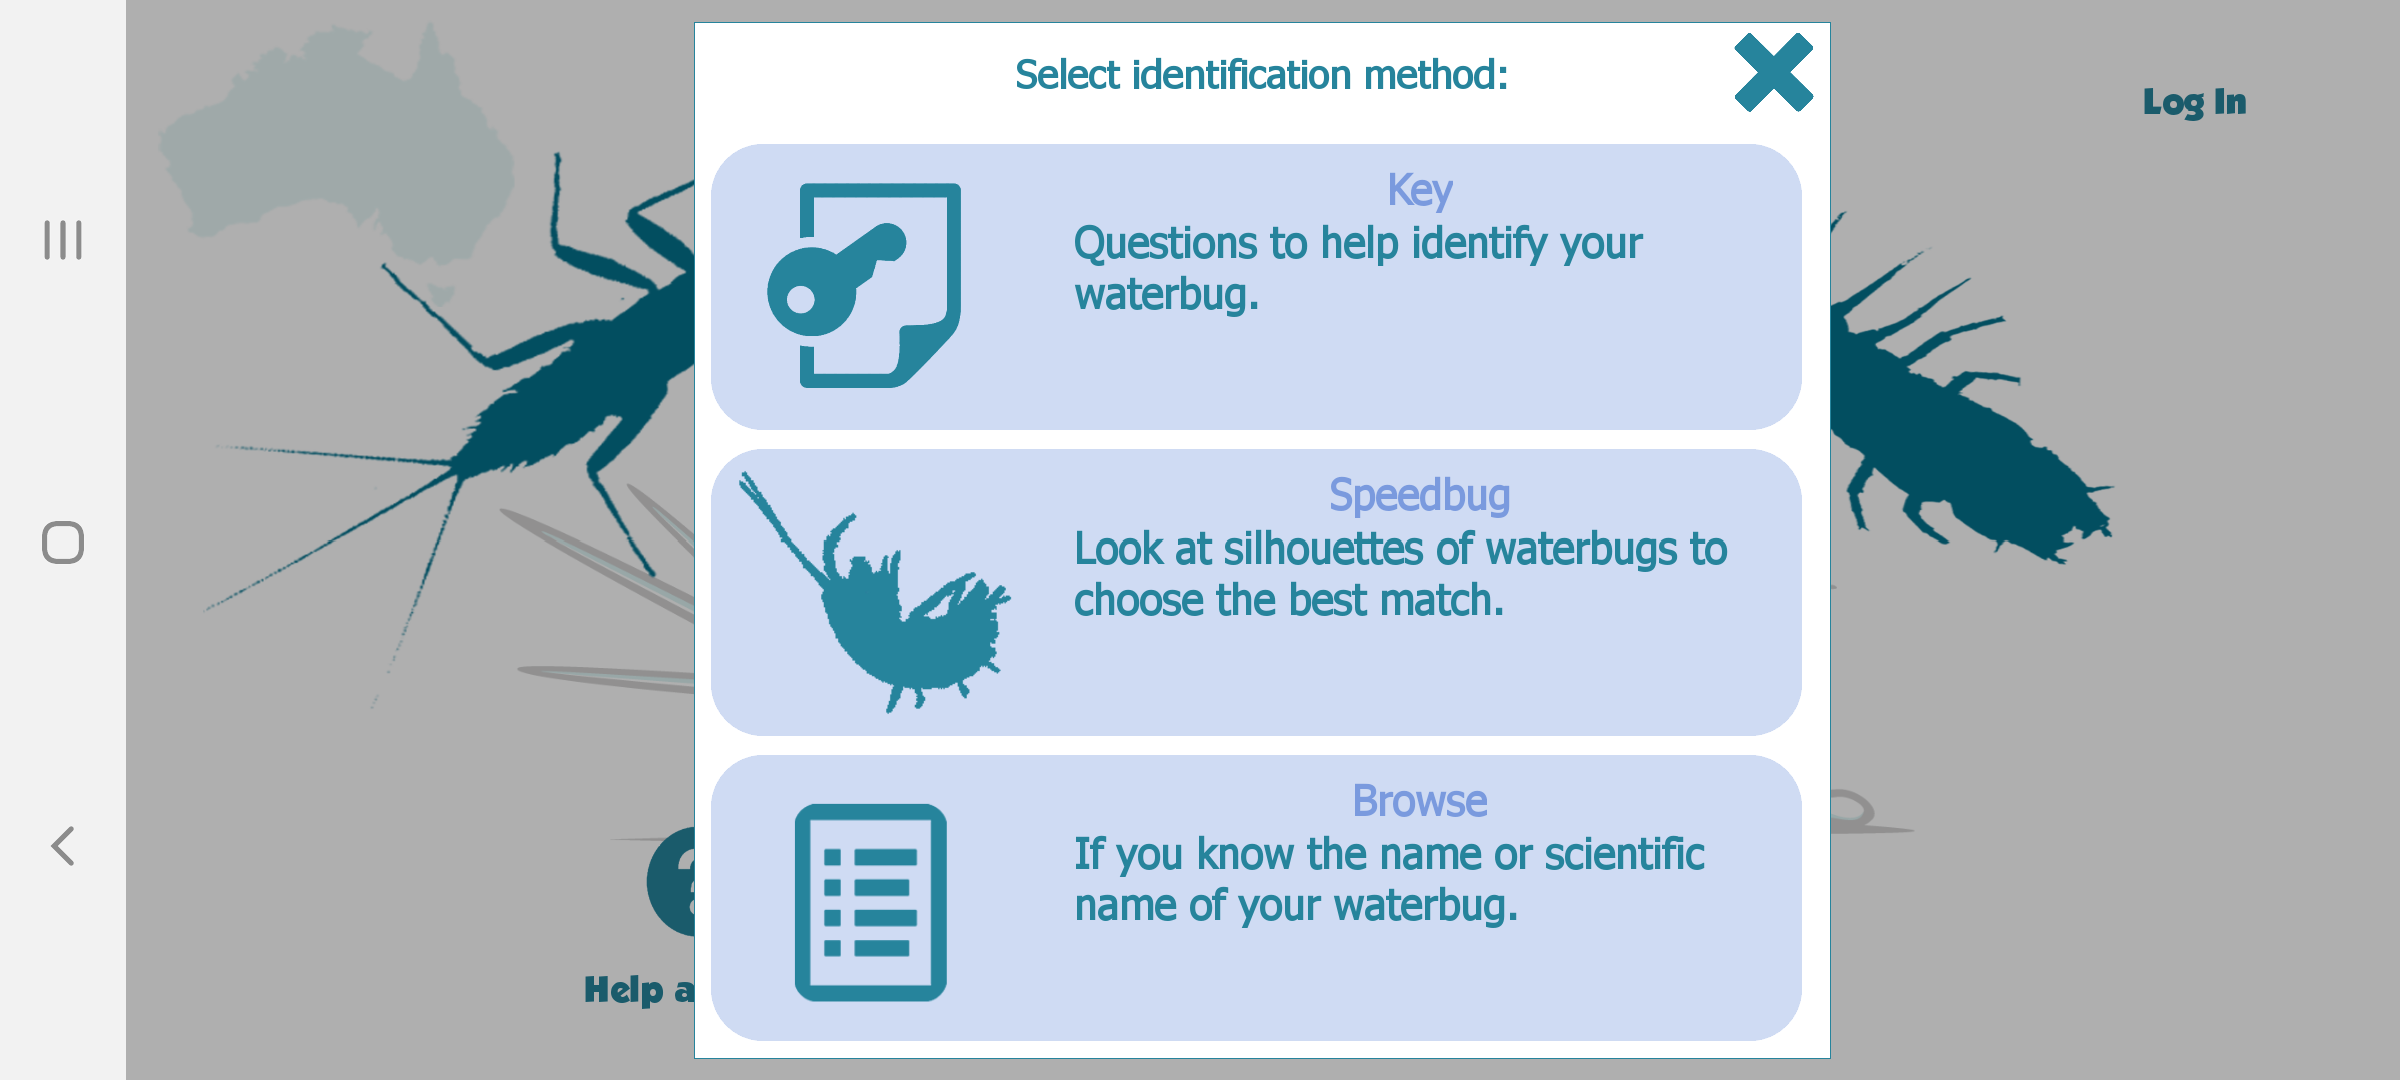 Select identification method:
Log In
Key
Questions to help identify your
waterbug.
Speedbug
Look at silhouettes of waterbugs to
choose the best match.
Browse
If you know the name or scientific
name of your waterbug.
Help